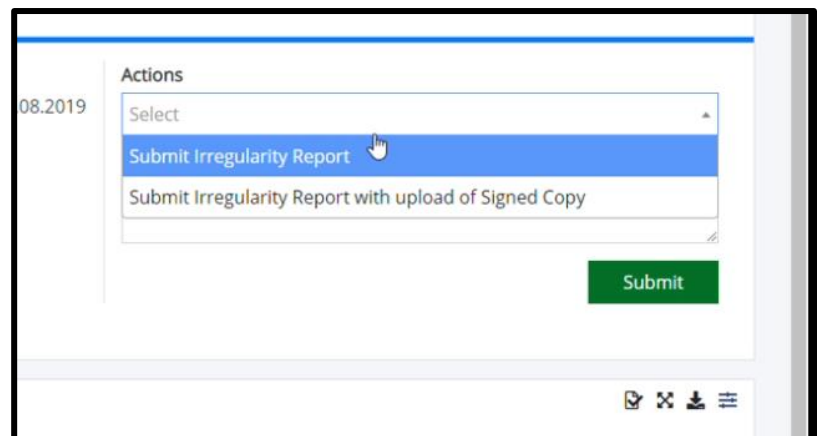 Actions
.08.2019
Select
Submit Irregularity Report
Submit Irregularity Report with upload of Signed Copy
Submit